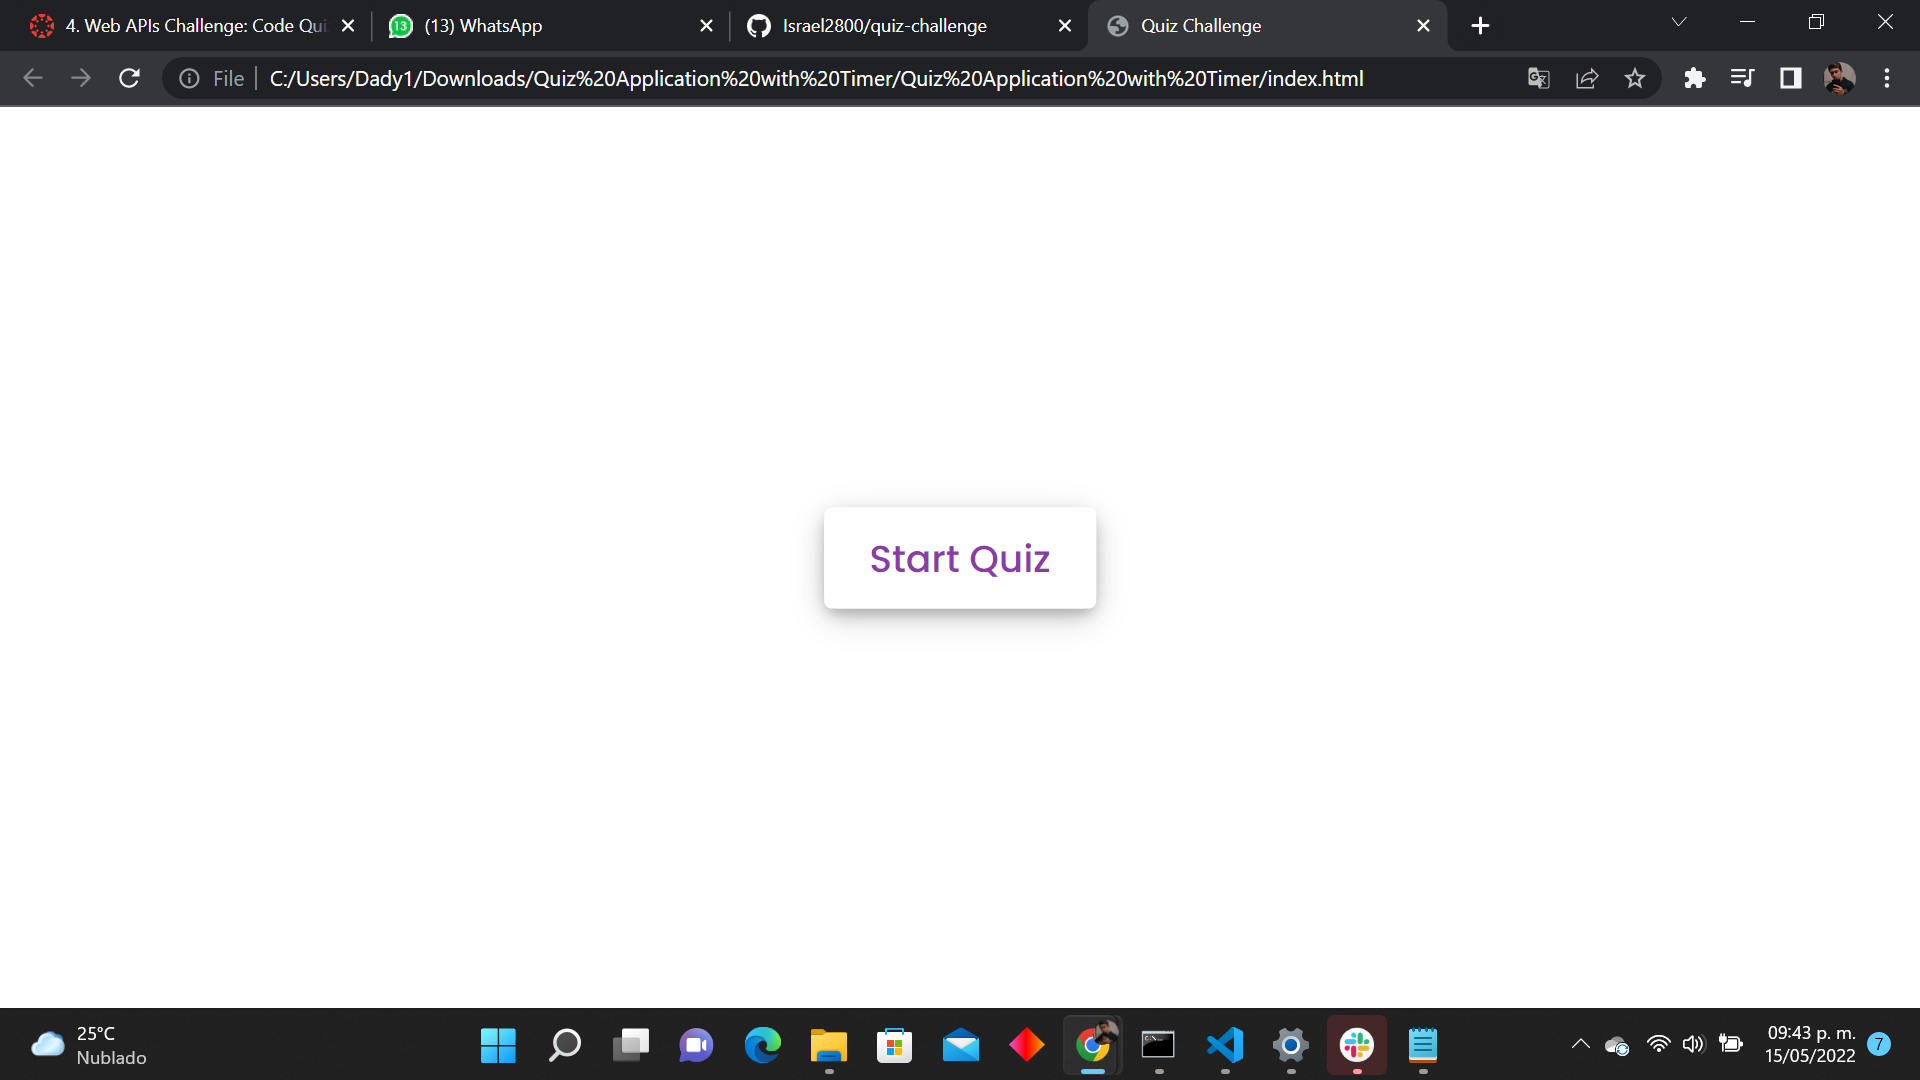 4. Web APIs Challenge: Code Qui
(13) WhatsApp
Israel2800/quiz-challenge
Quiz Challenge
File
C:/Users/Dady1/Downloads/Quiz%20Application%20with%20Timer/Quiz%20Application%20with%20Timer/index.html
Start Quiz
25°C
Nublado
09:43 p. m.
15/05/2022
7